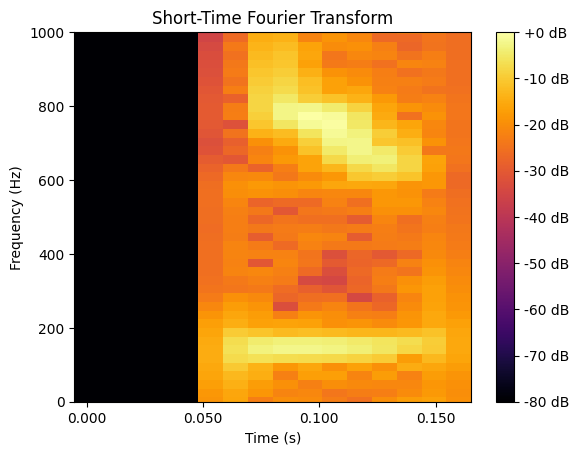 Short-Time Fourier Transform
1000
800
600
400
200
0
Frequency (Hz)
0.000
0.050
0.100
0.150
Time (s)
+0 dB
-10 dB
-20 dB
-30 dB
-40 dB
-50 dB
-60 dB
-70 dB
-80 dB